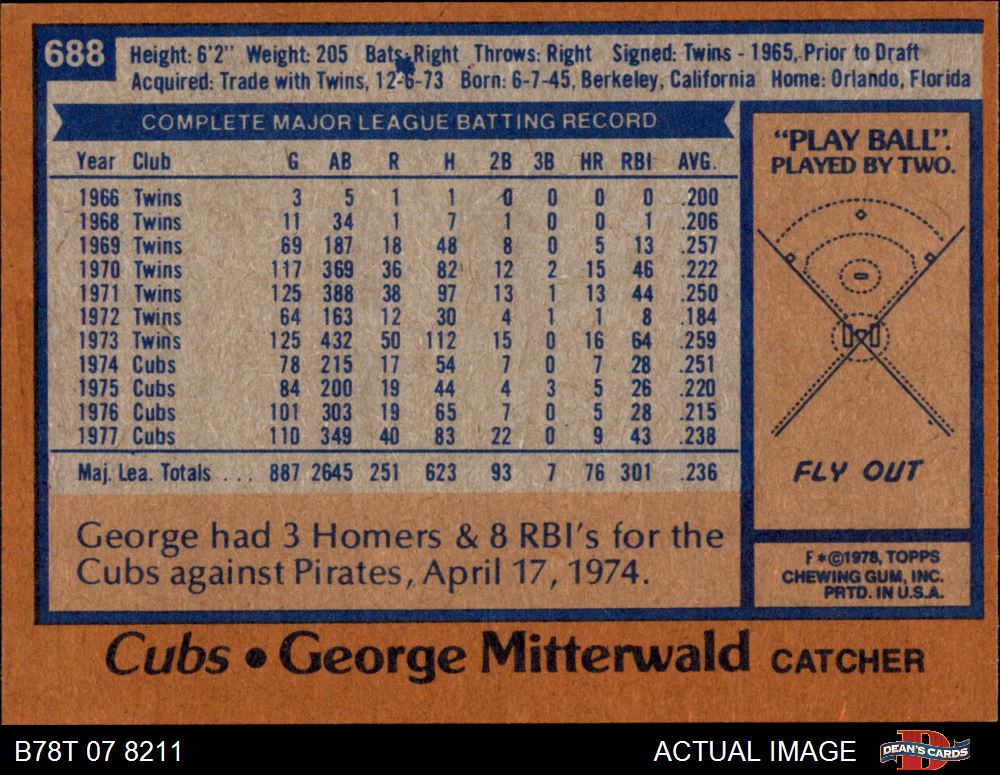 688
Height: 6'2" Weight: 205 Bats: Right Throws: Right Signed: Twins - 1965, Prior to Draft
Acquired: Trade with Twins, 12-6-73 Born: 6-7-45, Berkeley, California Home: Orlando, Florida
COMPLETE MAJOR LEAGUE BATTING RECORD
Year Club G AB R H 2B 3B HR RBI AVG.
1966 Twins 3 5 1 1 0 0 0 0 .200
1968 Twins 11 34 1 7 1 0 0 1 .206
1969 Twins 69 187 18 48 8 0 5 13 .257
1970 Twins 117 369 36 82 12 2 15 46 .222
1971 Twins 125 388 38 97 13 1 13 44 .250
1972 Twins 64 163 12 30 4 1 1 8 .184
1973 Twins 125 432 50 112 15 0 16 64 .259
1974 Cubs 78 215 17 54 7 0 7 28 .251
1975 Cubs 84 200 19 44 4 3 5 26 .220
1976 Cubs 101 303 19 65 7 0 5 28 .215
1977 Cubs 110 349 40 83 22 0 9 43 .238
Maj. Lea. Totals ... 887 2645 251 623 93 7 76 301 .236
George had 3 Homers & 8 RBI's for the
Cubs against Pirates, April 17, 1974.
"PLAY BALL":
PLAYED BY TWO.
FLY OUT
F*©1978, TOPPS
CHEWING GUM, INC.
PRTD. IN U.S.A.
Cubs • George Mitterwald CATCHER
B78T 07 8211
ACTUAL IMAGE
DEAN'S CARDS